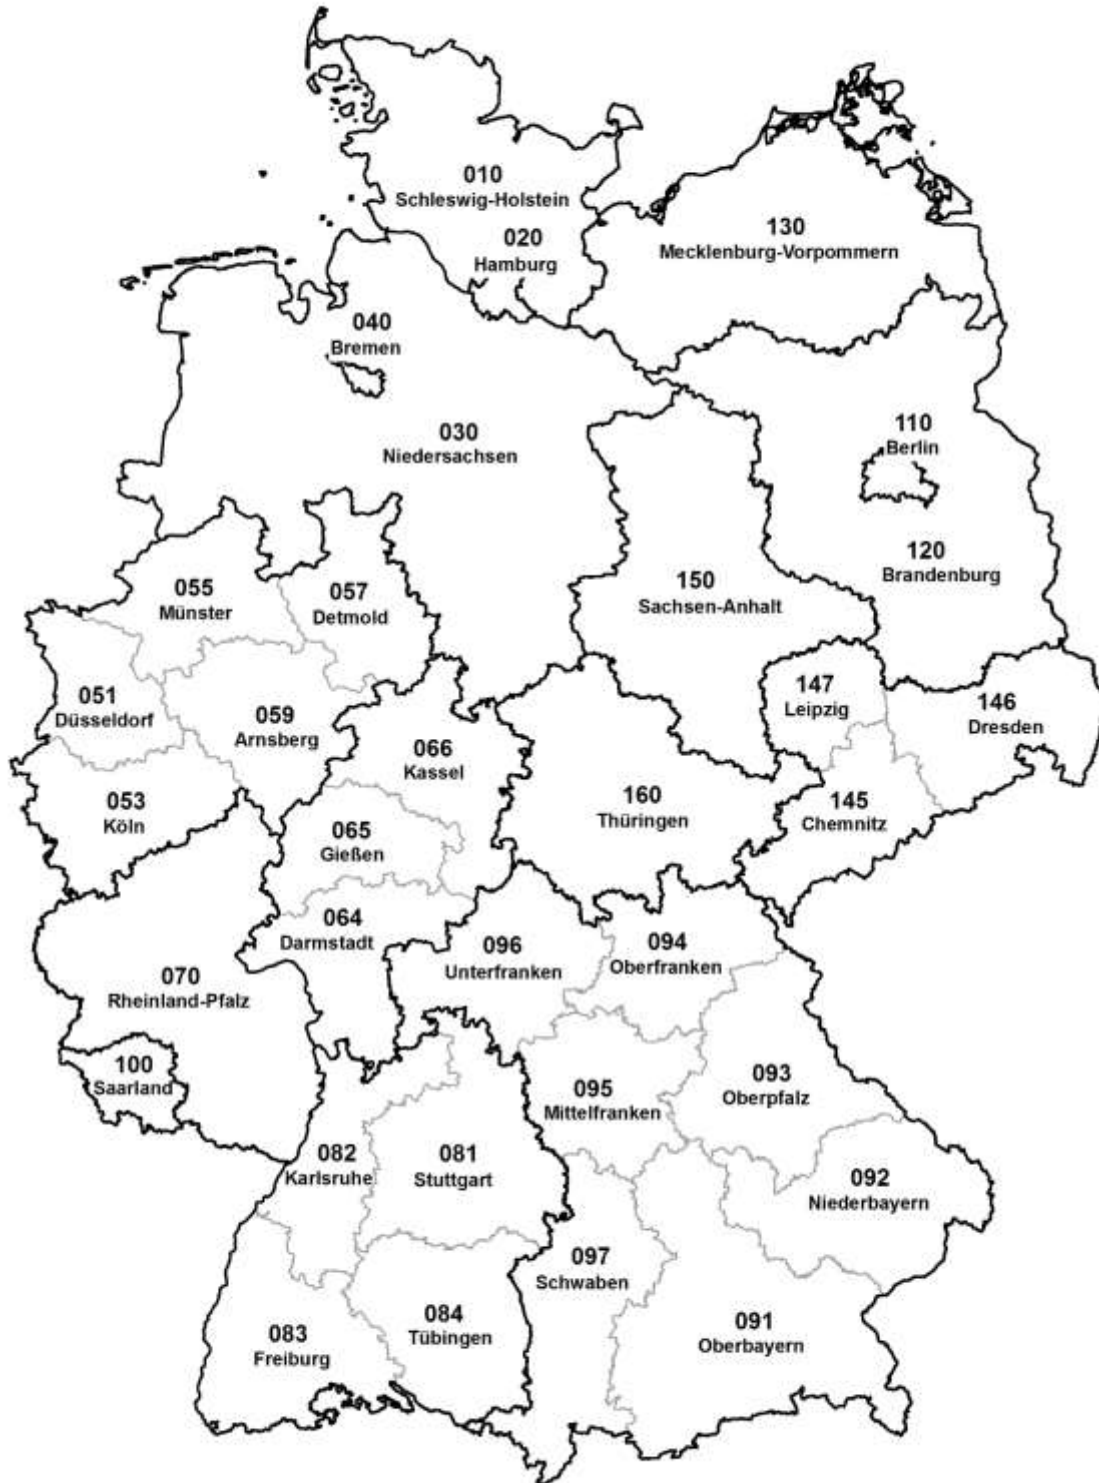 010
Schleswig-Holstein
020
Hamburg
130
Mecklenburg-Vorpommern
040
Bremen
030
Niedersachsen
110
Berlin
120
Brandenburg
150
Sachsen-Anhalt
055
Münster
057
Detmold
051
Düsseldorf
059
Arnsberg
066
Kassel
147
Leipzig
146
Dresden
053
Köln
065
Gießen
160
Thüringen
145
Chemnitz
064
Darmstadt
096
Unterfranken
094
Oberfranken
070
Rheinland-Pfalz
100
Saarland
095
Mittelfranken
093
Oberpfalz
082
Karlsruhe
081
Stuttgart
092
Niederbayern
097
Schwaben
083
Freiburg
084
Tübingen
091
Oberbayern